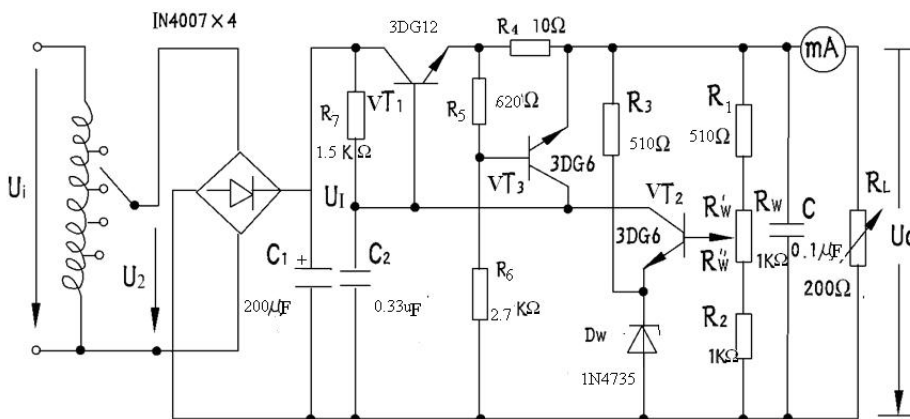 IN4007×4
3DG12
R4 10Ω
mA
R7
1.5 KΩ
VT1
R5
620Ω
R3
510Ω
R1
510Ω
Ui
U2
UI
VT3
3DG6
VT2
3DG6
RW'
RW''
RW
1KΩ
C
0.1μF
RL
200Ω
C1 +
200μF
C2
0.33uF
R6
2.7 KΩ
Dw
1N4735
R2
1KΩ